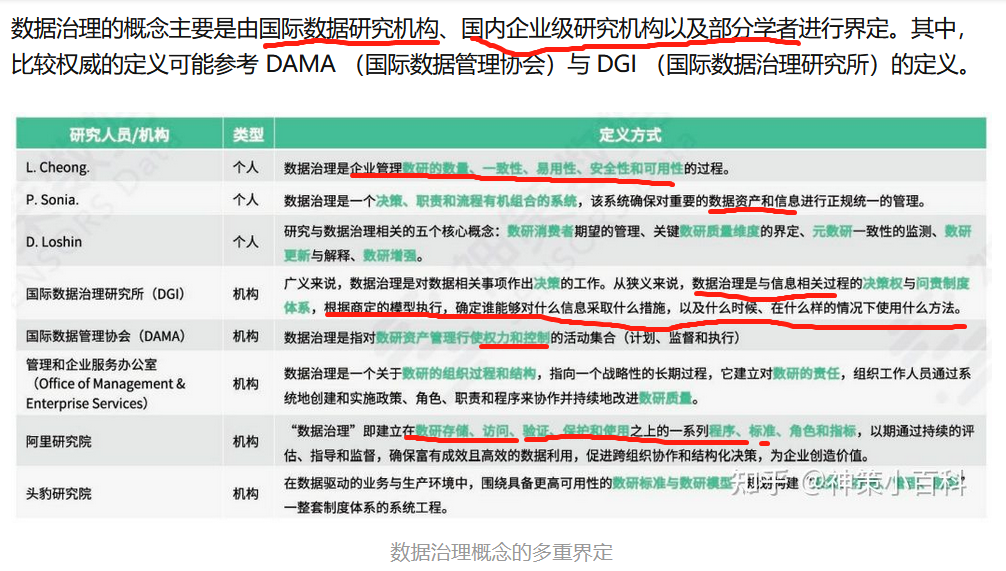 数据治理的概念主要是由国际数据研究机构、国内企业级研究机构以及部分学者进行界定。其中，
比较权威的定义可能参考 DAMA （国际数据管理协会）与 DGI （国际数据治理研究所）的定义。
研究人员/机构 类型 定义方式
L. Cheong. 个人 数据治理是企业管理数研的数量、一致性、易用性、安全性和可用性的过程。
P. Sonia. 个人 数据治理是一个决策、职责和流程有机组合的系统，该系统确保对重要的数据资产和信息进行正规统一的管理。
D. Loshin 个人 研究与数据治理相关的五个核心概念：数研消费者期望的管理、关键数研质量维度的界定、元数研一致性的监测、数研
更新与解释、数研增强。
国际数据治理研究所（DGI） 机构 广义来说，数据治理是对数据相关事项作出决策的工作。从狭义来说，数据治理是与信息相关过程的决策权与问责制度
体系，根据商定的模型执行，确定谁能够对什么信息采取什么措施，以及什么时候、在什么样的情况下使用什么方法。
国际数据管理协会（DAMA） 机构 数据治理是指对数研资产管理行使权力和控制的活动集合（计划、监督和执行）
管理和企业服务办公室
（Office of Management &
Enterprise Services） 机构 数据治理是一个关于数研的组织过程和结构，指向一个战略性的长期过程，它建立对数研的责任，组织工作人员通过系
统地创建和实施政策、角色、职责和程序来协作并持续地改进数研质量。
阿里研究院 机构 “数据治理”即建立在数研存储、访问、验证、保护和使用之上的一系列程序、标准、角色和指标，以期通过持续的评
估、指导和监督，确保富有成效且高效的数据利用，促进跨组织协作和结构化决策，为企业创造价值。
头豹研究院 机构 在数据驱动的业务与生产环境中，围绕具备更高可用性的数研标准与数研模型
一整套制度体系的系统工程。
知乎 @神策小百科
数据治理概念的多重界定